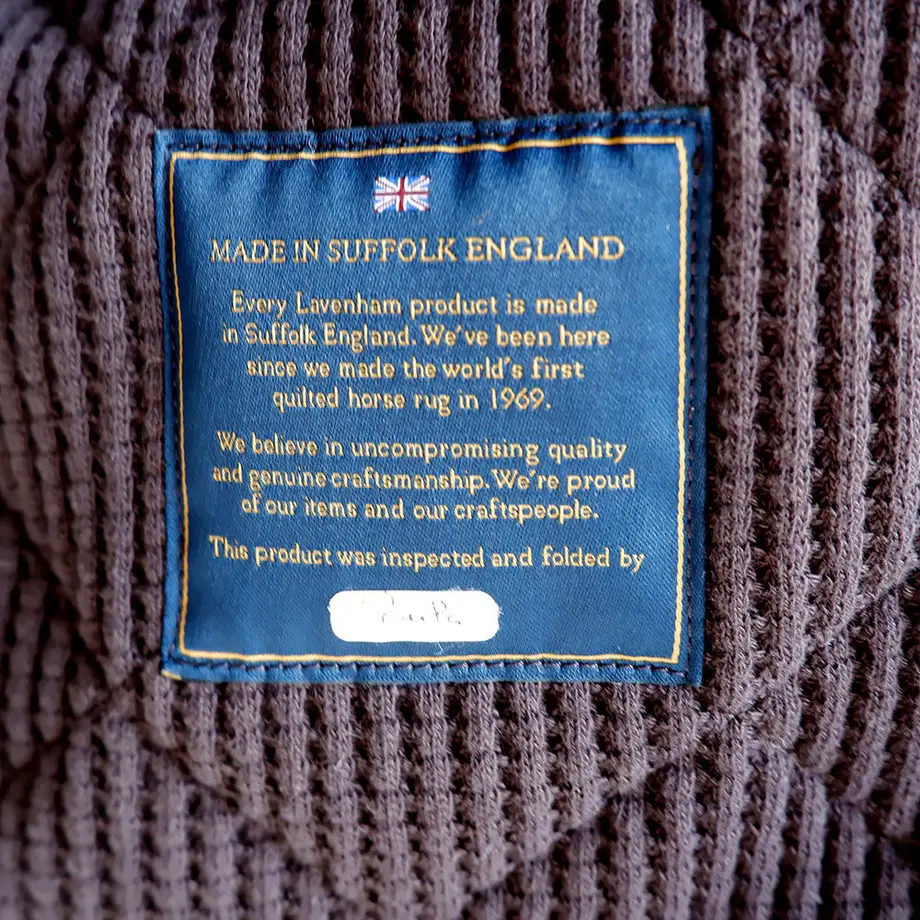 MADE IN SUFFOLK ENGLAND
Every Lavenham product is made
in Suffolk England. We've been here
since we made the world's first
quilted horse rug in 1969.
We believe in uncompromising quality
and genuine craftsmanship. We're proud
of our items and our craftspeople.
This product was inspected and folded by